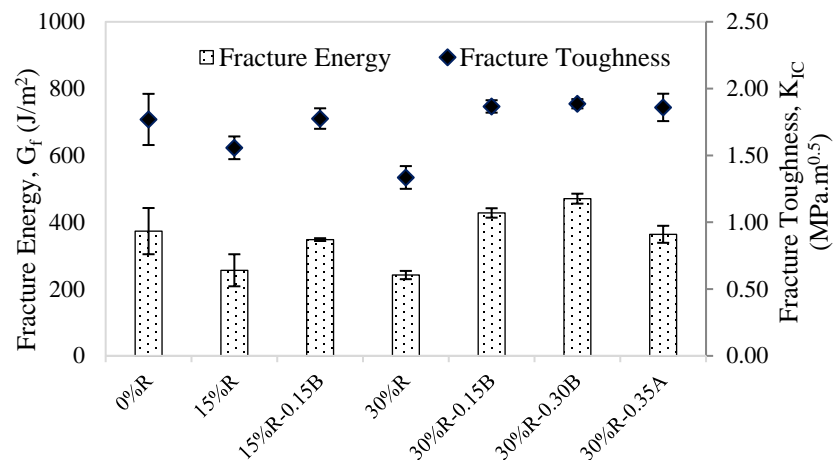 1000
800
600
400
200
0
Fracture Energy, Gf (J/m²)
Fracture Energy
Fracture Toughness
2.50
2.00
1.50
1.00
0.50
0.00
Fracture Toughness, KIC
(MPa.m^0.5)
0%R
15%R
15%R-0.15B
30%R
30%R-0.15B
30%R-0.30B
30%R-0.35A